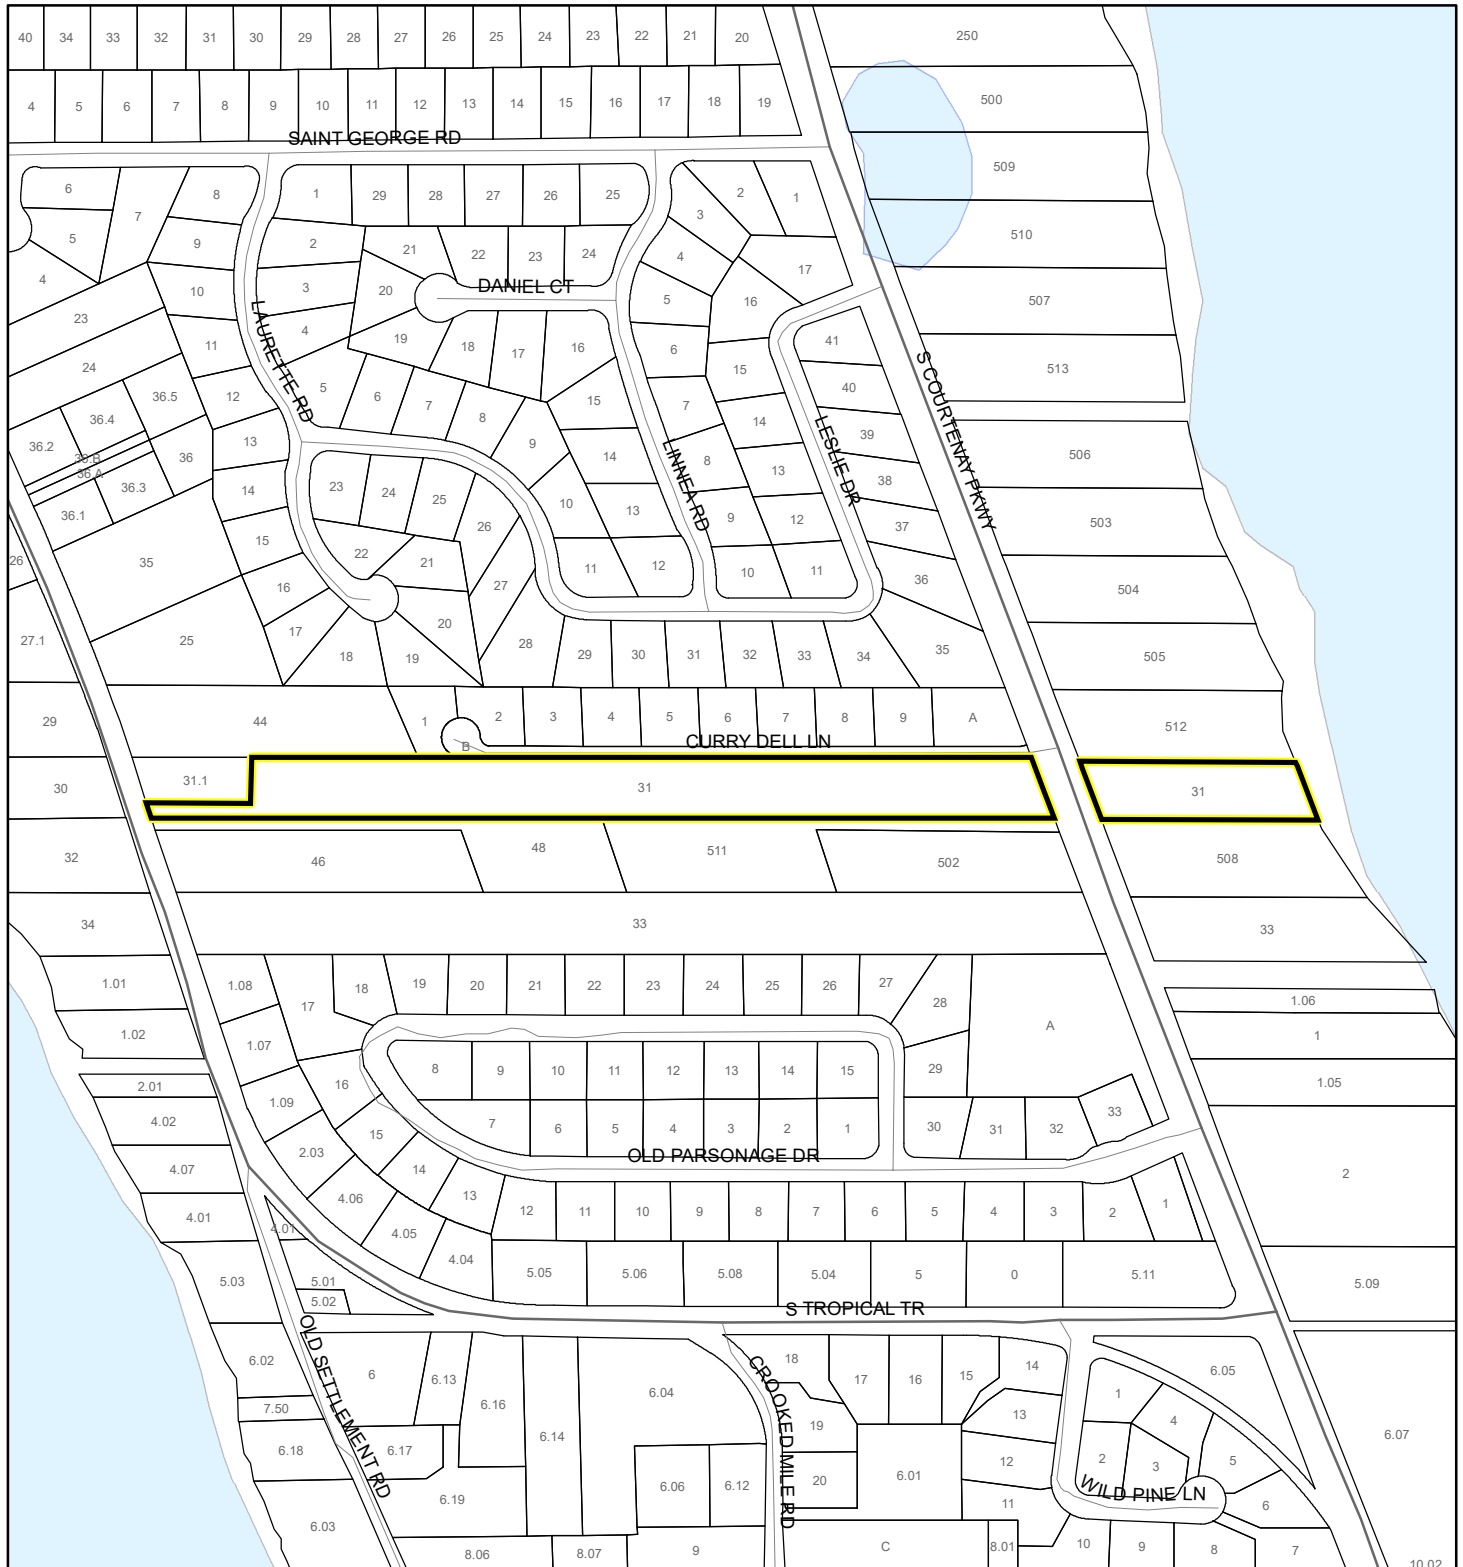 40 34 33 32 31 30 29 28 27 26 25 24 23 22 21 20 250
4 5 6 7 8 9 10 11 12 13 14 15 16 17 18 19 500
SAINT GEORGE RD
509
6 7 8 1 29 28 27 26 25 3 2 1
5 9 2 21 22 23 24 4 17 510
4 10 3 20 DANIEL CT 5 16 507
23 LAURETTE RD 4 19 18 17 16 6 41 513
24 11 5 6 7 8 15 7 15 40 S COURTENAY PKWY
36.5 12 9 14 LESLIE DR 39
36.4 13 14 LINNEA RD 8 13 506
36.2 36.B 36 38
36.A
36.3 14 23 24 25 10 13 9 12 37 503
36.1 15 22 26
26 35 16 21 27 11 12 10 11 36 504
27.1 25 17 18 19 20 28 29 30 31 32 33 34 35 505
29 44 1 2 3 4 5 6 7 8 9 A 512
B CURRY DELL LN
30 31.1 31 31
32 46 48 511 502 508
34 33 33
1.01 1.08 17 18 19 20 21 22 23 24 25 26 27 28 1.06
1.02 1.07 A 1
2.01 16 8 9 10 11 12 13 14 15 29 1.05
4.02 1.09 15 7 6 5 4 3 2 1 30 31 32 33
OLD PARSONAGE DR
4.07 2.03 14 2
4.01 4.06 13 12 11 10 9 8 7 6 5 4 3 2 1
4.01 4.05
5.03 5.01 4.04 5.05 5.06 5.08 5.04 5 0 5.11 5.09
5.02
S TROPICAL TR
OLD SETTLEMENT RD
6.02 6 6.13 6.16 6.04 CROOKED MILE RD 18 17 16 15 14 6.05
7.50 19 13 1 4
6.18 6.17 6.14 12 2 3 5 6.07
6.19 6.06 6.12 20 6.01 11 WILD PINE LN 6
6.03 8.06 8.07 9 C 8.01 10 9 8 7 10.02